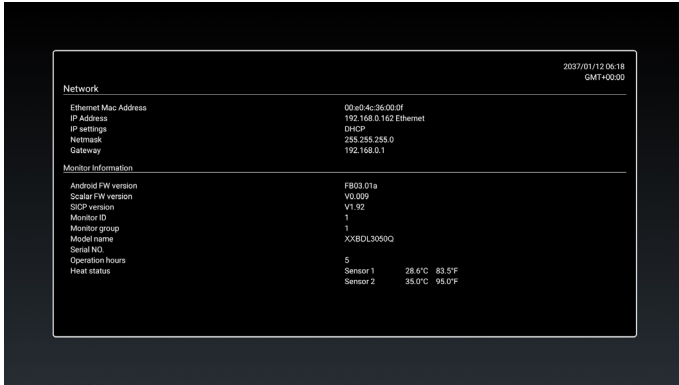 2037/01/12 06:18
GMT+00:00
Network
Ethernet Mac Address 00:e0:4c:36:00:0f
IP Address 192.168.0.162 Ethernet
IP settings DHCP
Netmask 255.255.255.0
Gateway 192.168.0.1
Monitor Information
Android FW version FB03.01a
Scalar FW version V0.009
SICP version V1.92
Monitor ID 1
Monitor group 1
Model name XXBDL3050Q
Serial NO.
Operation hours 5
Heat status Sensor 1 28.6°C 83.5°F
Sensor 2 35.0°C 95.0°F